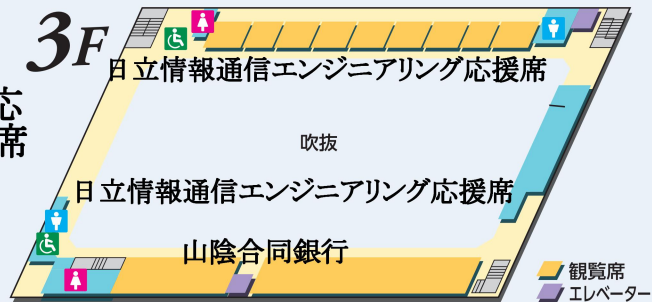 3F
日立情報通信エンジニアリング応援席
応
席
吹抜
日立情報通信エンジニアリング応援席
山陰合同銀行
観覧席
エレベーター